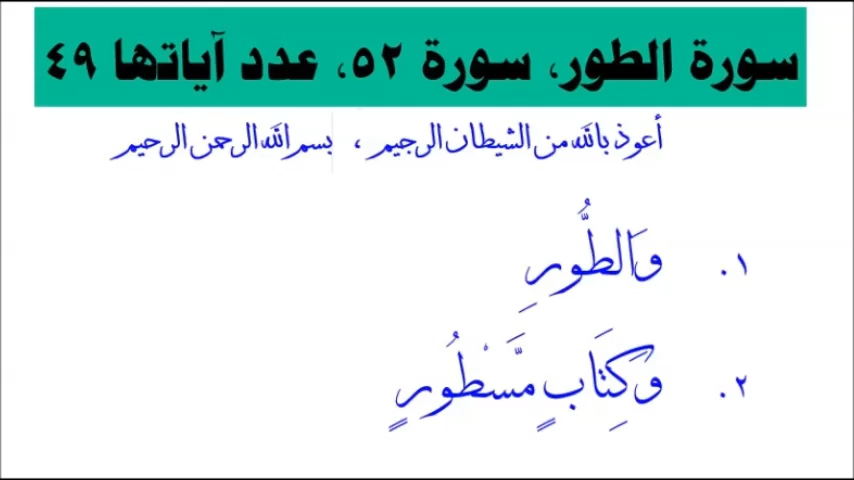 سورة الطور، سورة ٥٢، عدد آياتها ٤٩
أعوذ بالله من الشيطان الرجيم ، بسم الله الرحمن الرحيم
١. وَالطُّورِ
٢. وَكِتَابٍ مَّسْطُورٍ